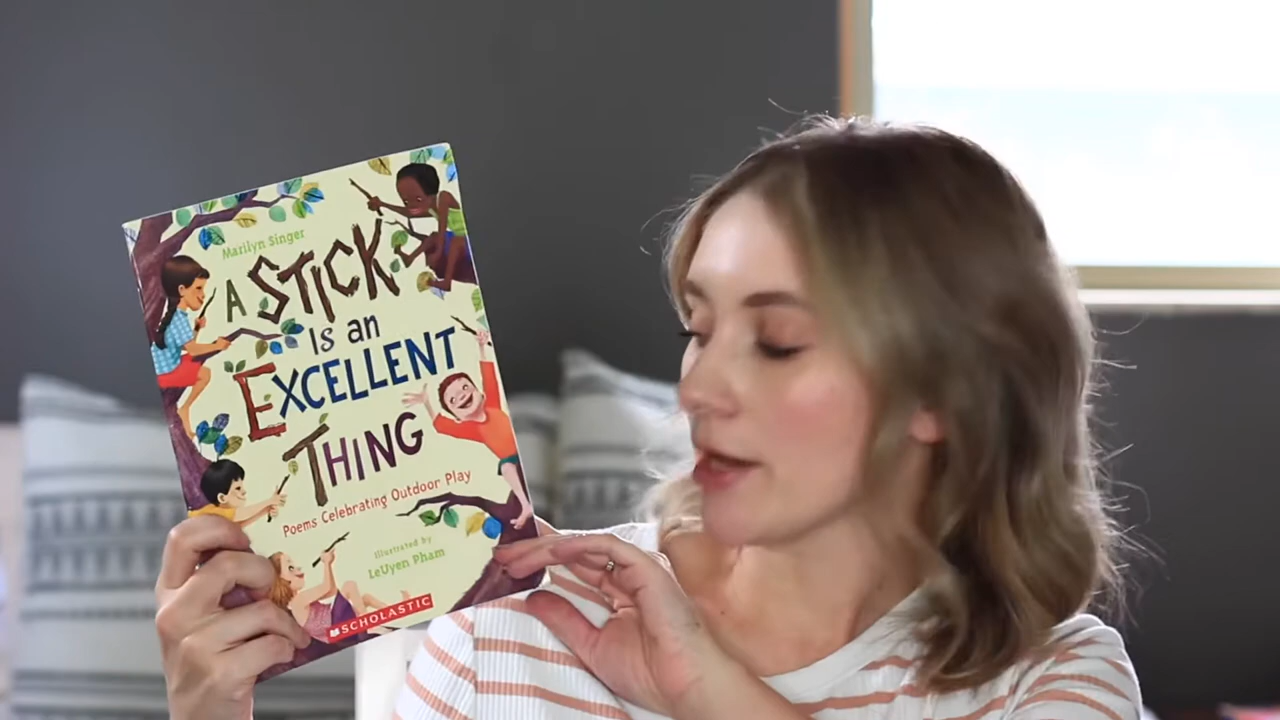 Marilyn Singer
A STICK
Is an
EXCELLENT
THING
Poems Celebrating Outdoor Play
Illustrated by
LeUyen Pham
SCHOLASTIC